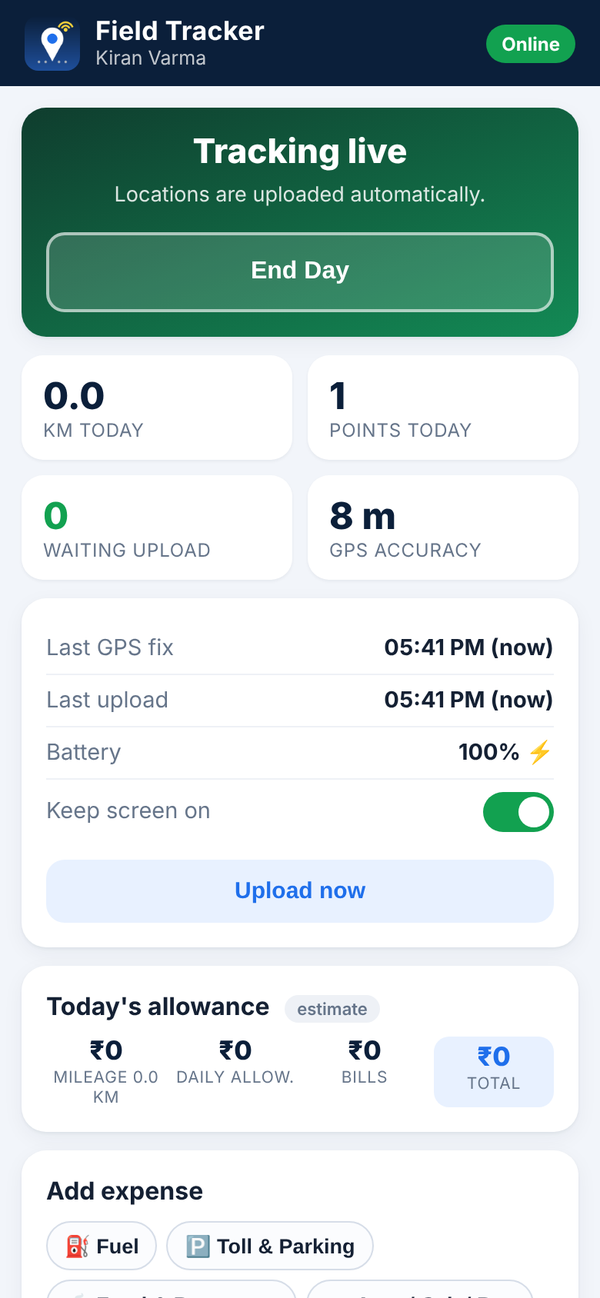 Field Tracker
Kiran Varma
Online
Tracking live
Locations are uploaded automatically.
End Day
0.0
KM TODAY
1
POINTS TODAY
0
WAITING UPLOAD
8 m
GPS ACCURACY
Last GPS fix
05:41 PM (now)
Last upload
05:41 PM (now)
Battery
100% ⚡
Keep screen on
Upload now
Today's allowance
estimate
₹0
MILEAGE 0.0
KM
₹0
DAILY ALLOW.
₹0
BILLS
₹0
TOTAL
Add expense
⛽ Fuel
🅿️ Toll & Parking